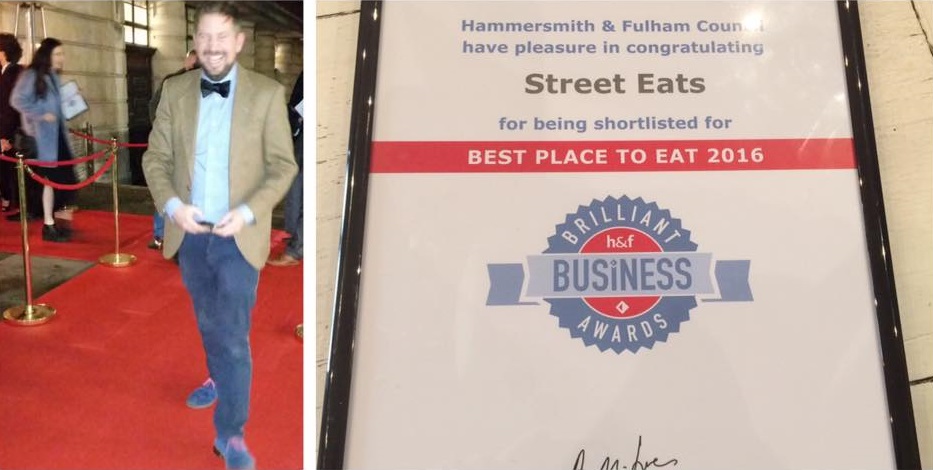 Hammersmith & Fulham Council
have pleasure in congratulating
Street Eats
for being shortlisted for
BEST PLACE TO EAT 2016
BRILLIANT
h&f
BUSiNESS
AWARDS